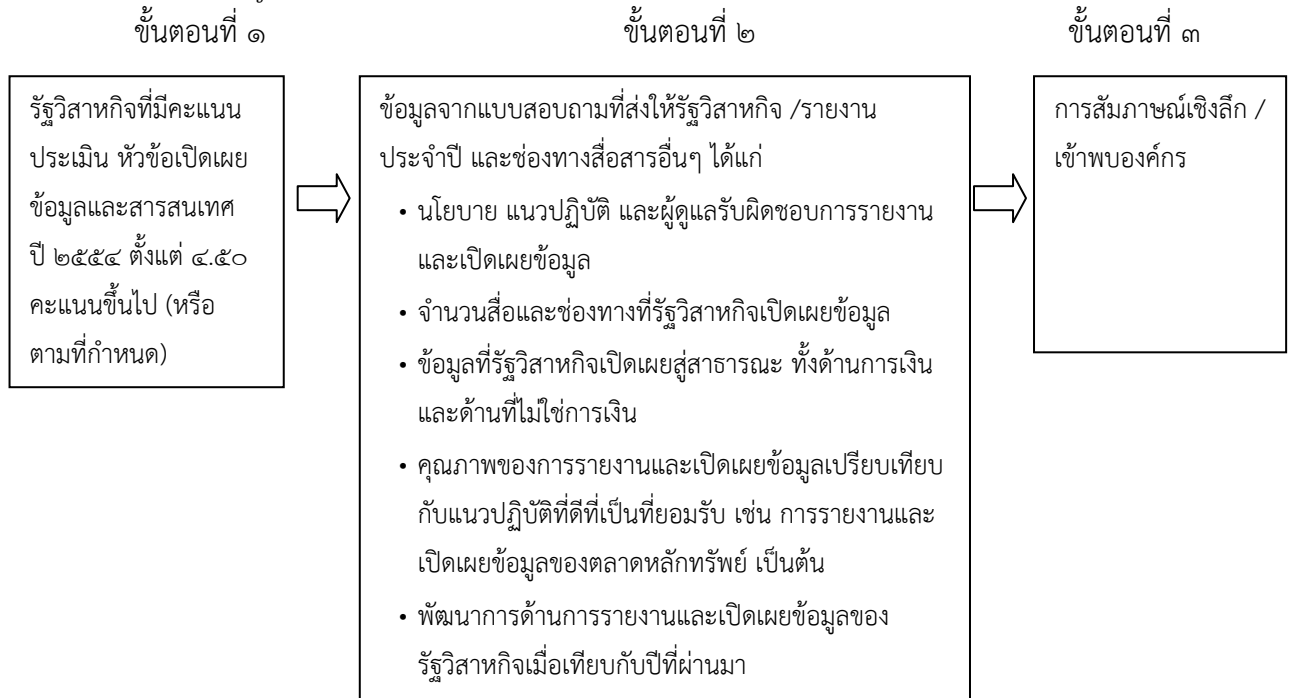 ขั้นตอนที่ ๑
ขั้นตอนที่ ๒
ขั้นตอนที่ ๓
รัฐวิสาหกิจที่มีคะแนน
ประเมิน หัวข้อเปิดเผย
ข้อมูลและสารสนเทศ
ปี ๒๕๕๔ ตั้งแต่ ๔.๕๐
คะแนนขึ้นไป (หรือ
ตามที่กำหนด)
ข้อมูลจากแบบสอบถามที่ส่งให้รัฐวิสาหกิจ /รายงาน
ประจำปี และช่องทางสื่อสารอื่นๆ ได้แก่
• นโยบาย แนวปฏิบัติ และผู้ดูแลรับผิดชอบการรายงาน
และเปิดเผยข้อมูล
• จำนวนสื่อและช่องทางที่รัฐวิสาหกิจเปิดเผยข้อมูล
• ข้อมูลที่รัฐวิสาหกิจเปิดเผยสู่สาธารณะ ทั้งด้านการเงิน
และด้านที่ไม่ใช่การเงิน
• คุณภาพของการรายงานและเปิดเผยข้อมูลเปรียบเทียบ
กับแนวปฏิบัติที่ดีที่เป็นที่ยอมรับ เช่น การรายงานและ
เปิดเผยข้อมูลของตลาดหลักทรัพย์ เป็นต้น
• พัฒนาการด้านการรายงานและเปิดเผยข้อมูลของ
รัฐวิสาหกิจเมื่อเทียบกับปีที่ผ่านมา
การสัมภาษณ์เชิงลึก /
เข้าพบองค์กร